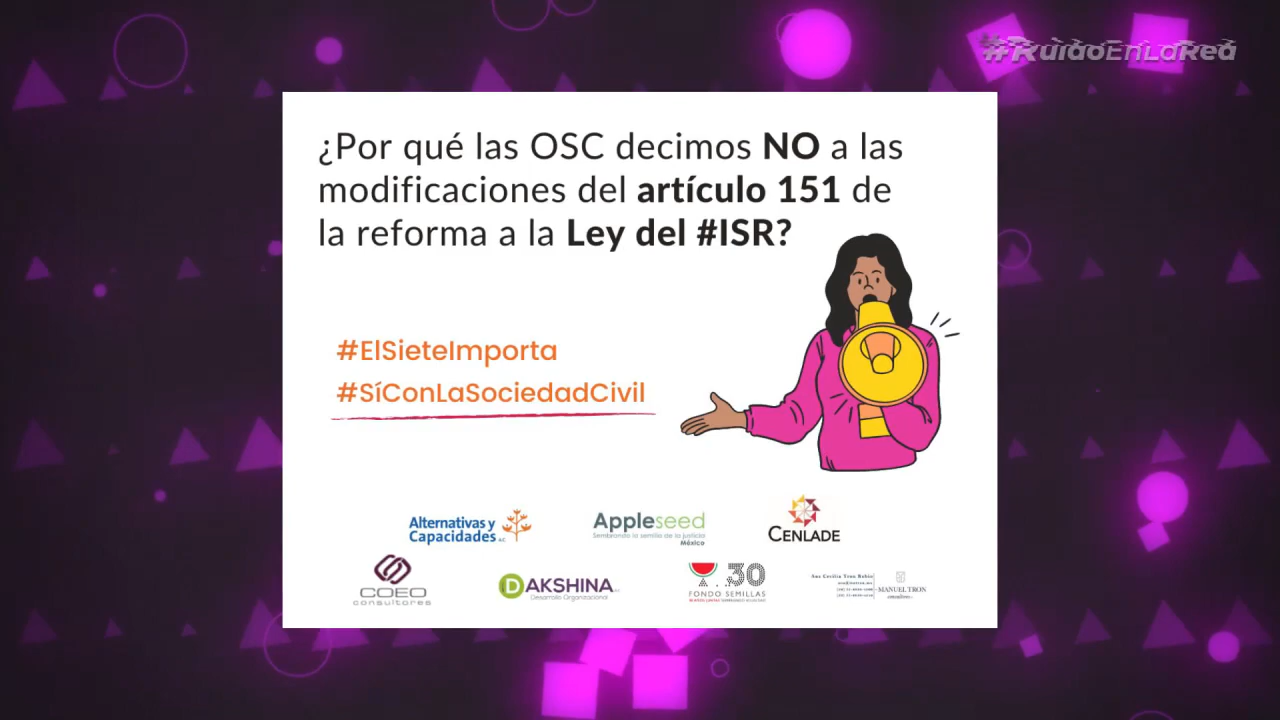 #RuidoEnLaRed
¿Por qué las OSC decimos NO a las
modificaciones del artículo 151 de
la reforma a la Ley del #ISR?
#ElSieteImporta
#SíConLaSociedadCivil
Alternativas y
Capacidades A.C.
Appleseed
Sembrando la semilla de la justicia
México
CENLADE
COEO
consultores
DAKSHINA
Desarrollo Organizacional
30
FONDO SEMILLAS
Ana Cecilia Tron Rubio
MANUEL TRON
consultores